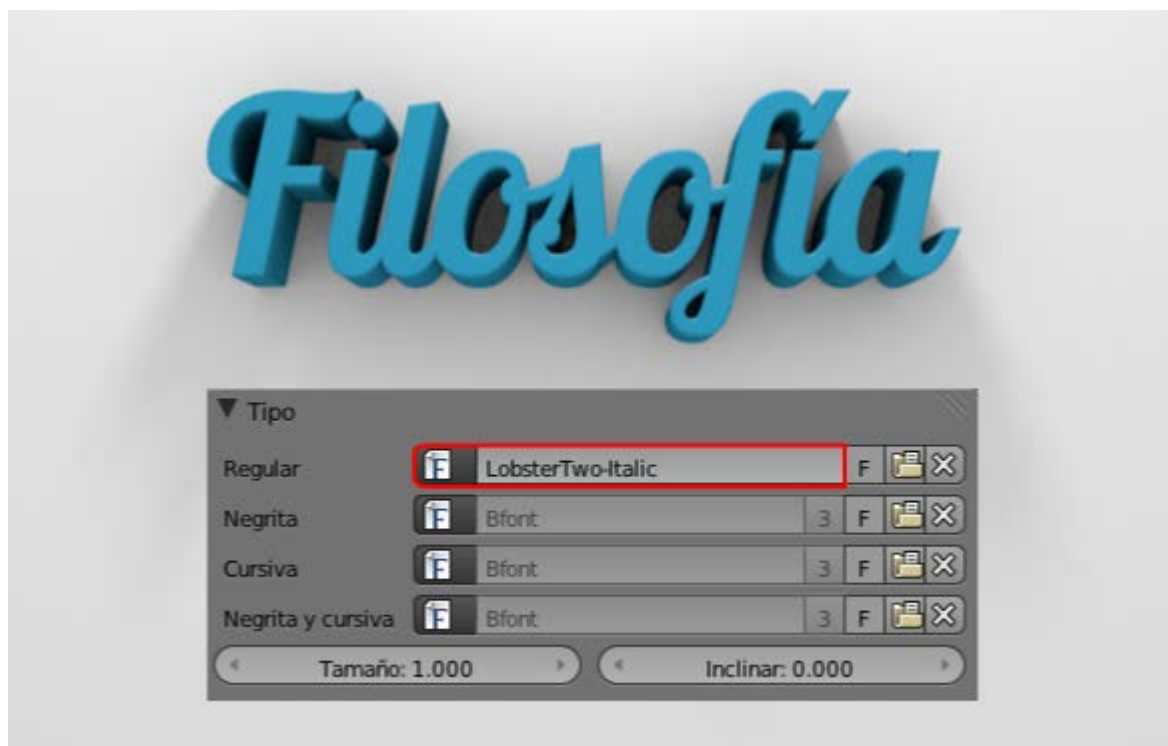 Filosofía
Tipo
Regular LobsterTwo-Italic F
Negrita Bfont 3 F
Cursiva Bfont 3 F
Negrita y cursiva Bfont 3 F
Tamaño: 1.000 Inclinar: 0.000